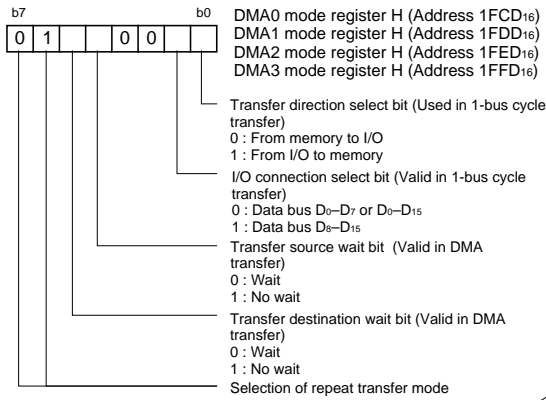 b7 b0
0 1 0 0
DMA0 mode register H (Address 1FCD16)
DMA1 mode register H (Address 1FDD16)
DMA2 mode register H (Address 1FED16)
DMA3 mode register H (Address 1FFD16)
Transfer direction select bit (Used in 1-bus cycle
transfer)
0 : From memory to I/O
1 : From I/O to memory
I/O connection select bit (Valid in 1-bus cycle
transfer)
0 : Data bus D0–D7 or D0–D15
1 : Data bus D8–D15
Transfer source wait bit (Valid in DMA
transfer)
0 : Wait
1 : No wait
Transfer destination wait bit (Valid in DMA
transfer)
0 : Wait
1 : No wait
Selection of repeat transfer mode